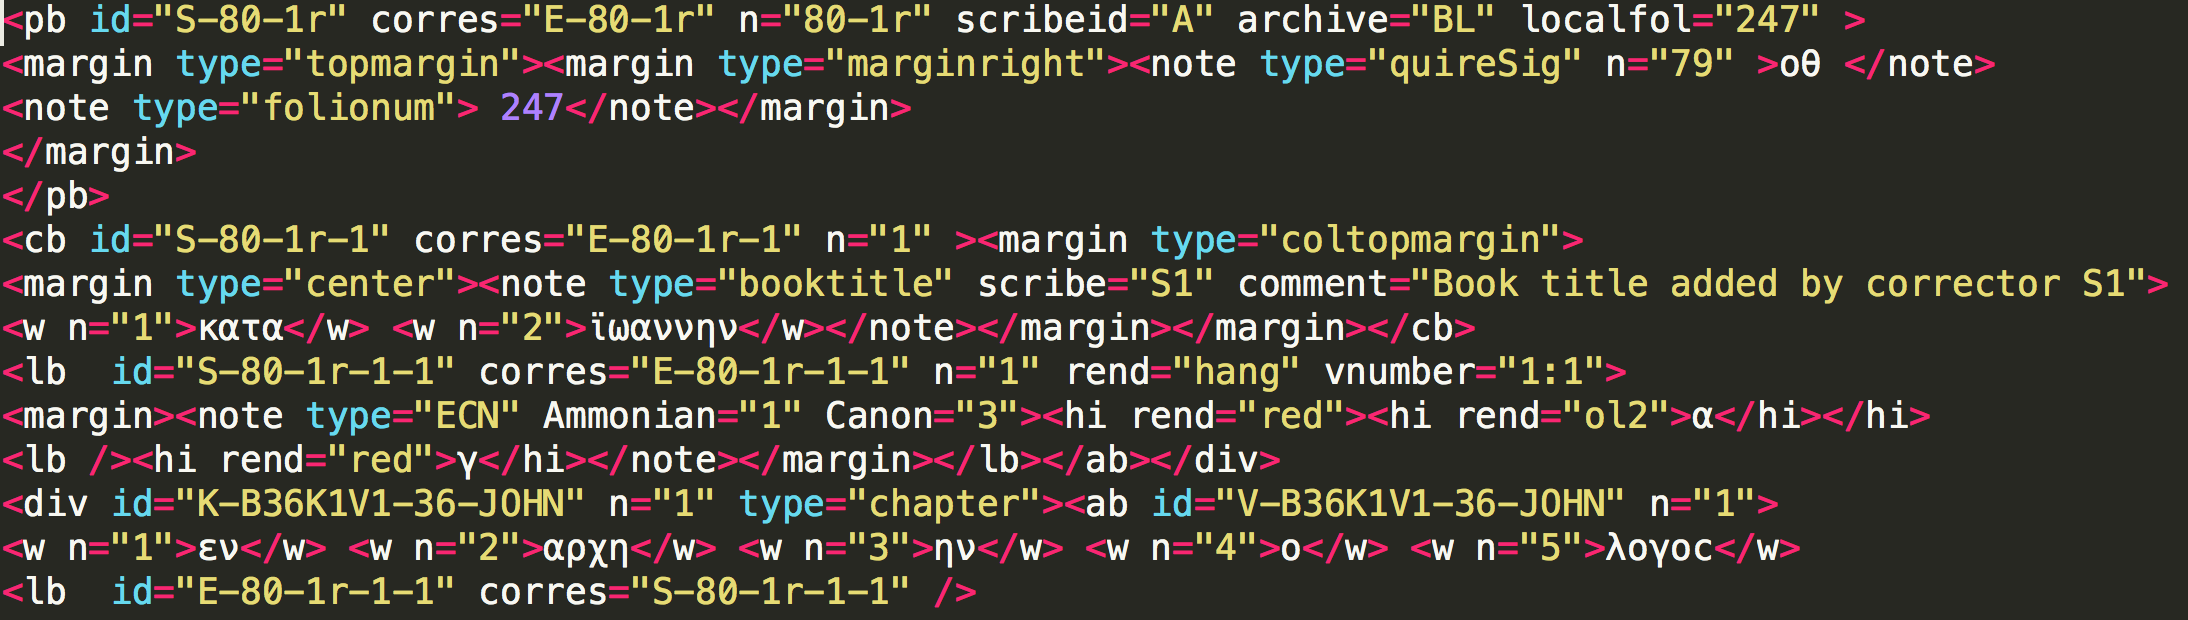 <pb id="S-80-1r" corres="E-80-1r" n="80-1r" scribeid="A" archive="BL" localfol="247" >
<margin type="topmargin"><margin type="marginright"><note type="quireSig" n="79" >οθ </note>
<note type="folionum"> 247</note></margin>
</margin>
</pb>
<cb id="S-80-1r-1" corres="E-80-1r-1" n="1" ><margin type="coltopmargin">
<margin type="center"><note type="booktitle" scribe="S1" comment="Book title added by corrector S1">
<w n="1">κατα</w> <w n="2">ϊωαννην</w></note></margin></margin></cb>
<lb  id="S-80-1r-1-1" corres="E-80-1r-1-1" n="1" rend="hang" vnumber="1:1">
<margin><note type="ECN" Ammonian="1" Canon="3"><hi rend="red"><hi rend="ol2">α</hi></hi>
<lb /><hi rend="red">γ</hi></note></margin></lb></ab></div>
<div id="K-B36K1V1-36-JOHN" n="1" type="chapter"><ab id="V-B36K1V1-36-JOHN" n="1">
<w n="1">εν</w> <w n="2">αρχη</w> <w n="3">ην</w> <w n="4">ο</w> <w n="5">λογοϲ</w>
<lb  id="E-80-1r-1-1" corres="S-80-1r-1-1" />